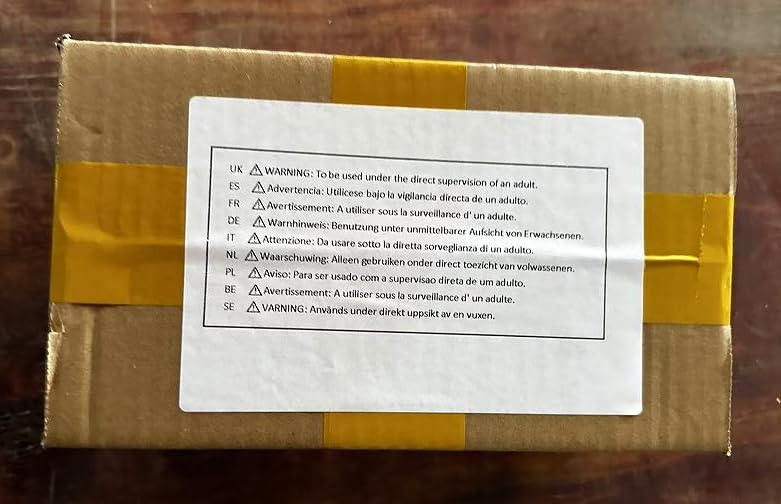 UK ⚠ WARNING: To be used under the direct supervision of an adult.
ES ⚠ Advertencia: Utilícese bajo la vigilancia directa de un adulto.
FR ⚠ Avertissement: A utiliser sous la surveillance d' un adulte.
DE ⚠ Warnhinweis: Benutzung unter unmittelbarer Aufsicht von Erwachsenen.
IT ⚠ Attenzione: Da usare sotto la diretta sorveglianza di un adulto.
NL ⚠ Waarschuwing: Alleen gebruiken onder direct toezicht van volwassenen.
PL ⚠ Aviso: Para ser usado com a supervisao direta de um adulto.
BE ⚠ Avertissement: A utiliser sous la surveillance d' un adulte.
SE ⚠ VARNING: Används under direkt uppsikt av en vuxen.